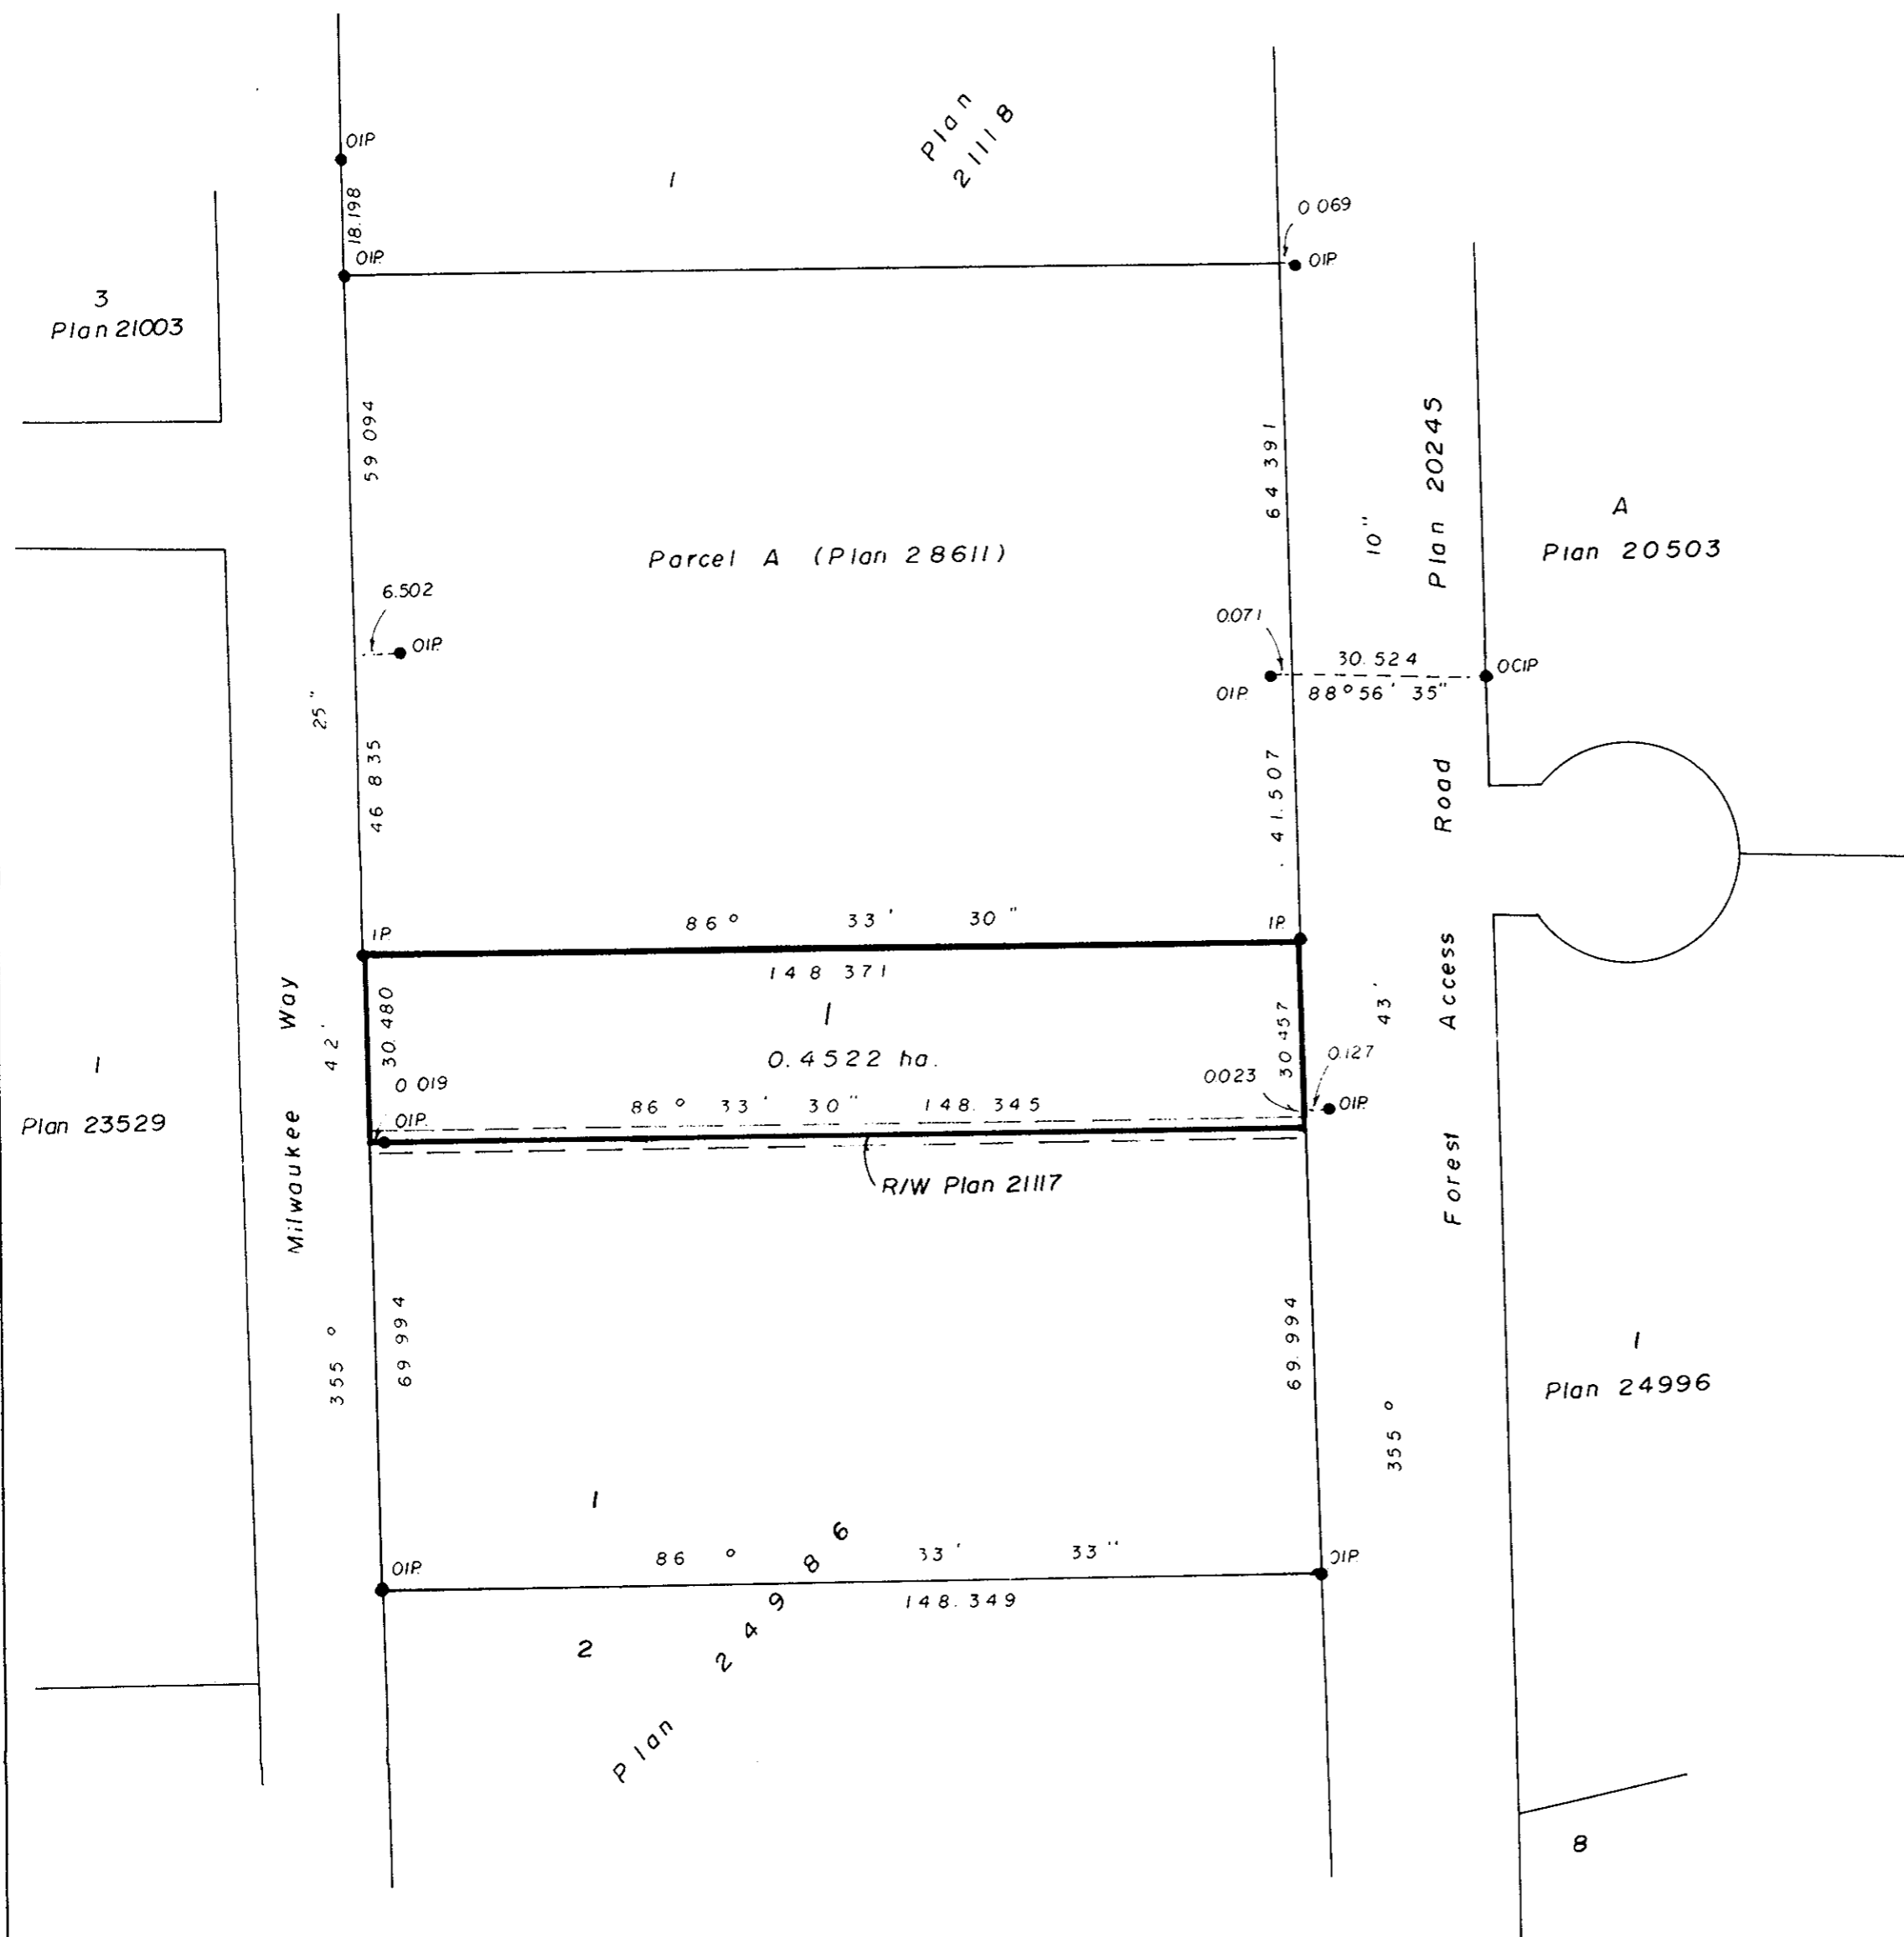 Plan
21118
OIP
18.198
OIP.
1
0 069
OIP.
3
Plan 21003
59 094
64 391
Plan 20245
10"
A
Plan 20503
Parcel A (Plan 28611)
6.502
OIP.
0.071
OIP.
30.524
88° 56' 35"
OCIP
25"
46 835
41.507
Road
86° 33' 30"
IP.
IP.
148 371
Milwaukee Way
42'
30.480
1
0.4522 ha.
30 457
43'
Access
0 019
OIP.
86° 33' 30" 148.345
0.023
0.127
OIP.
1
Plan 23529
R/W Plan 21117
Forest
355°
69 994
69.994
355°
1
Plan 24996
1
OIP.
86° 33' 33"
OIP.
148.349
2
Plan 24986
8